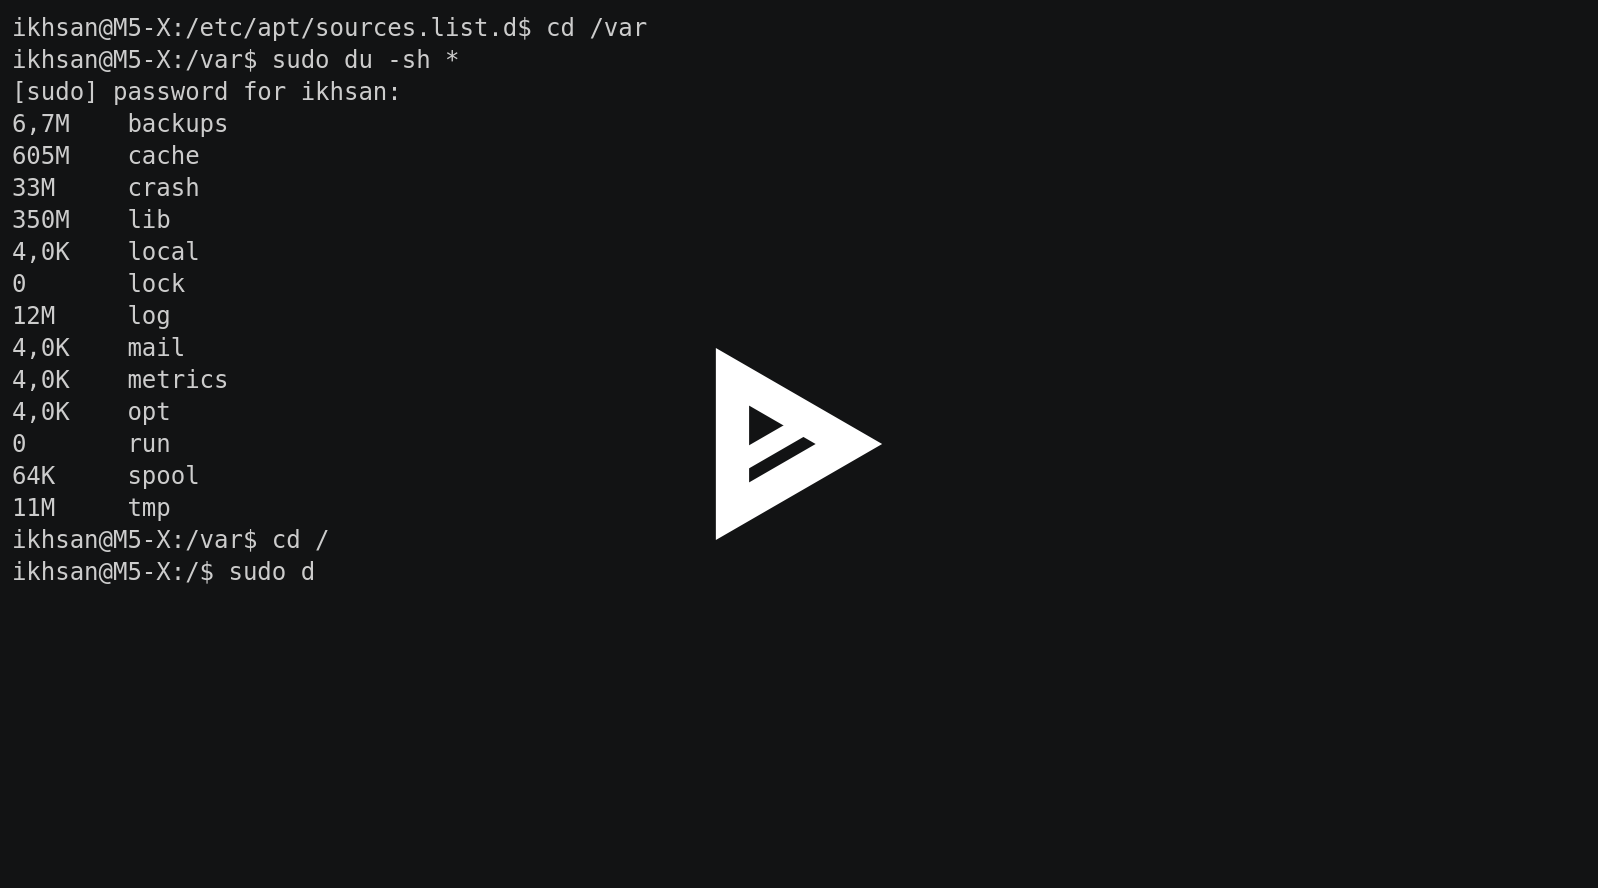 ikhsan@M5-X:/etc/apt/sources.list.d$ cd /var
ikhsan@M5-X:/var$ sudo du -sh *
[sudo] password for ikhsan:
6,7M    backups
605M    cache
33M     crash
350M    lib
4,0K    local
0       lock
12M     log
4,0K    mail
4,0K    metrics
4,0K    opt
0       run
64K     spool
11M     tmp
ikhsan@M5-X:/var$ cd /
ikhsan@M5-X:/$ sudo d